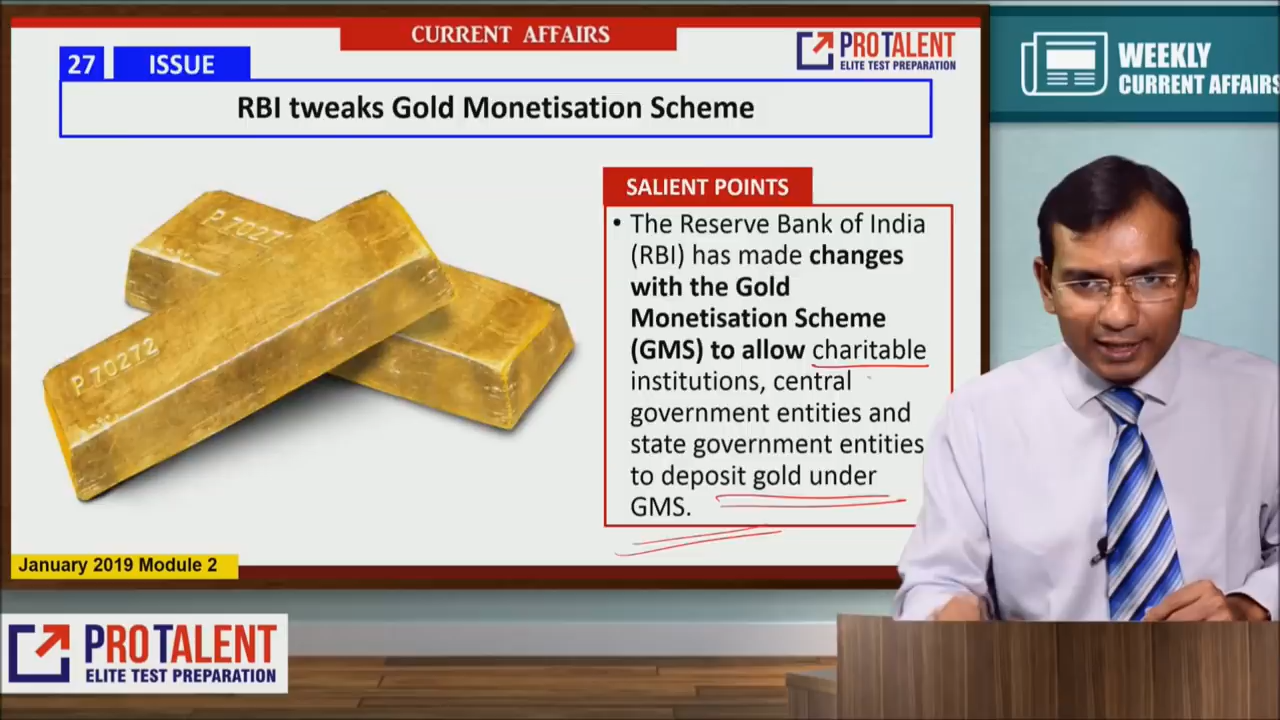 CURRENT AFFAIRS
27 ISSUE
PROTALENT
ELITE TEST PREPARATION
RBI tweaks Gold Monetisation Scheme
WEEKLY
CURRENT AFFAIRS
P 7027
P 70272
SALIENT POINTS
• The Reserve Bank of India
(RBI) has made changes
with the Gold
Monetisation Scheme
(GMS) to allow charitable
institutions, central
government entities and
state government entities
to deposit gold under
GMS.
January 2019 Module 2
PROTALENT
ELITE TEST PREPARATION